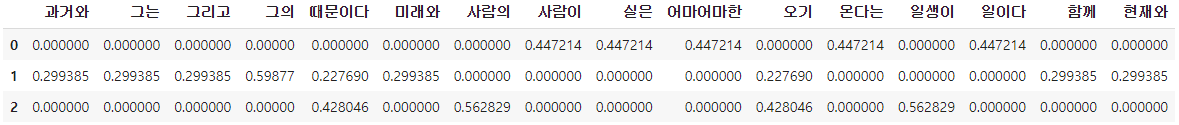 과거와 그는 그리고 그의 때문이다 미래와 사람의 사람이 실은 어마어마한 오기 온다는 일생이 일이다 함께 현재와
0 0.000000 0.000000 0.000000 0.00000 0.000000 0.000000 0.000000 0.447214 0.447214 0.447214 0.000000 0.447214 0.000000 0.447214 0.000000 0.000000
1 0.299385 0.299385 0.299385 0.59877 0.227690 0.299385 0.000000 0.000000 0.000000 0.000000 0.227690 0.000000 0.000000 0.000000 0.299385 0.299385
2 0.000000 0.000000 0.000000 0.00000 0.428046 0.000000 0.562829 0.000000 0.000000 0.000000 0.428046 0.000000 0.562829 0.000000 0.000000 0.000000